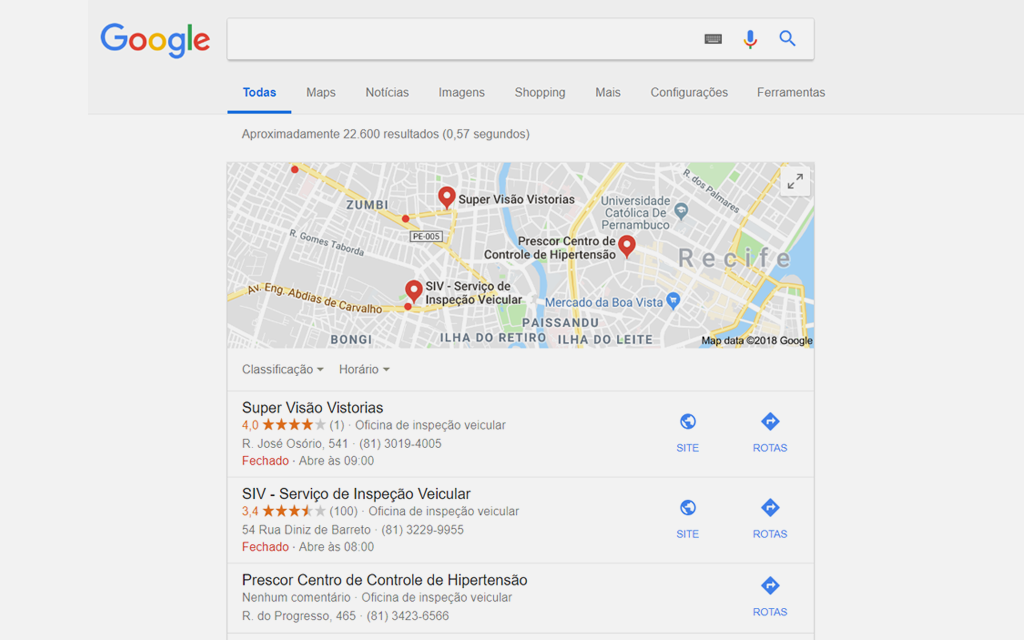 Google
Todas Maps Notícias Imagens Shopping Mais Configurações Ferramentas
Aproximadamente 22.600 resultados (0,57 segundos)
ZUMBI
Super Visão Vistorias
PE-005
R. Gomes Taborda
R. dos Palmares
Universidade
Católica De
Pernambuco
Prescor Centro de
Controle de Hipertensão
Recife
SIV - Serviço de
Inspeção Veicular
Av. Eng. Abdias de Carvalho
Mercado da Boa Vista
PAISSANDU
BONGI
ILHA DO RETIRO
ILHA DO LEITE
Map data ©2018 Google
Classificação Horário
Super Visão Vistorias
4,0 (1) · Oficina de inspeção veicular
R. José Osório, 541 · (81) 3019-4005
Fechado · Abre às 09:00
SITE ROTAS
SIV - Serviço de Inspeção Veicular
3,4 (100) · Oficina de inspeção veicular
54 Rua Diniz de Barreto · (81) 3229-9955
Fechado · Abre às 08:00
SITE ROTAS
Prescor Centro de Controle de Hipertensão
Nenhum comentário · Oficina de inspeção veicular
R. do Progresso, 465 · (81) 3423-6566
ROTAS